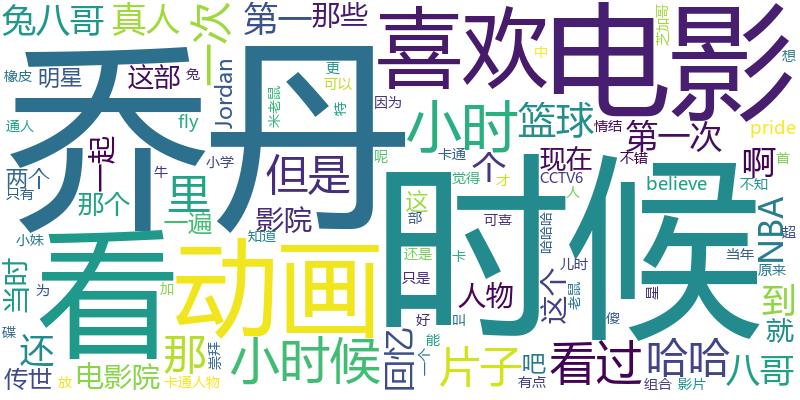 兔八哥 真人 一次 第一 那些 喜欢 电影 芝加哥 中 想
橡皮 明星 这部 兔 Jordan 米老鼠 更 可以 特 因为
乔丹 小时 篮球 情结 第一次 pride
通人 fly 一起 但是 呢 卡通 个 现在 不错 啊 首
两个 只有 那个 牛 小学 里 影院 觉得 才 CCTV6 人 believe 不知
小妹 一遍 知道 这 部 可喜 时候 NBA 超
看 动画 还是 卡 哈哈哈 儿时 当年
当时 为 加 只是 人物 这个 老鼠 星 原来 到
碟 还 那 崇拜 好 叫 傻 就
传世 放 电影院 卡通人物 小时候 回忆 一个 能 片子 有点 吧 看过 组合 哈哈 影片 八哥